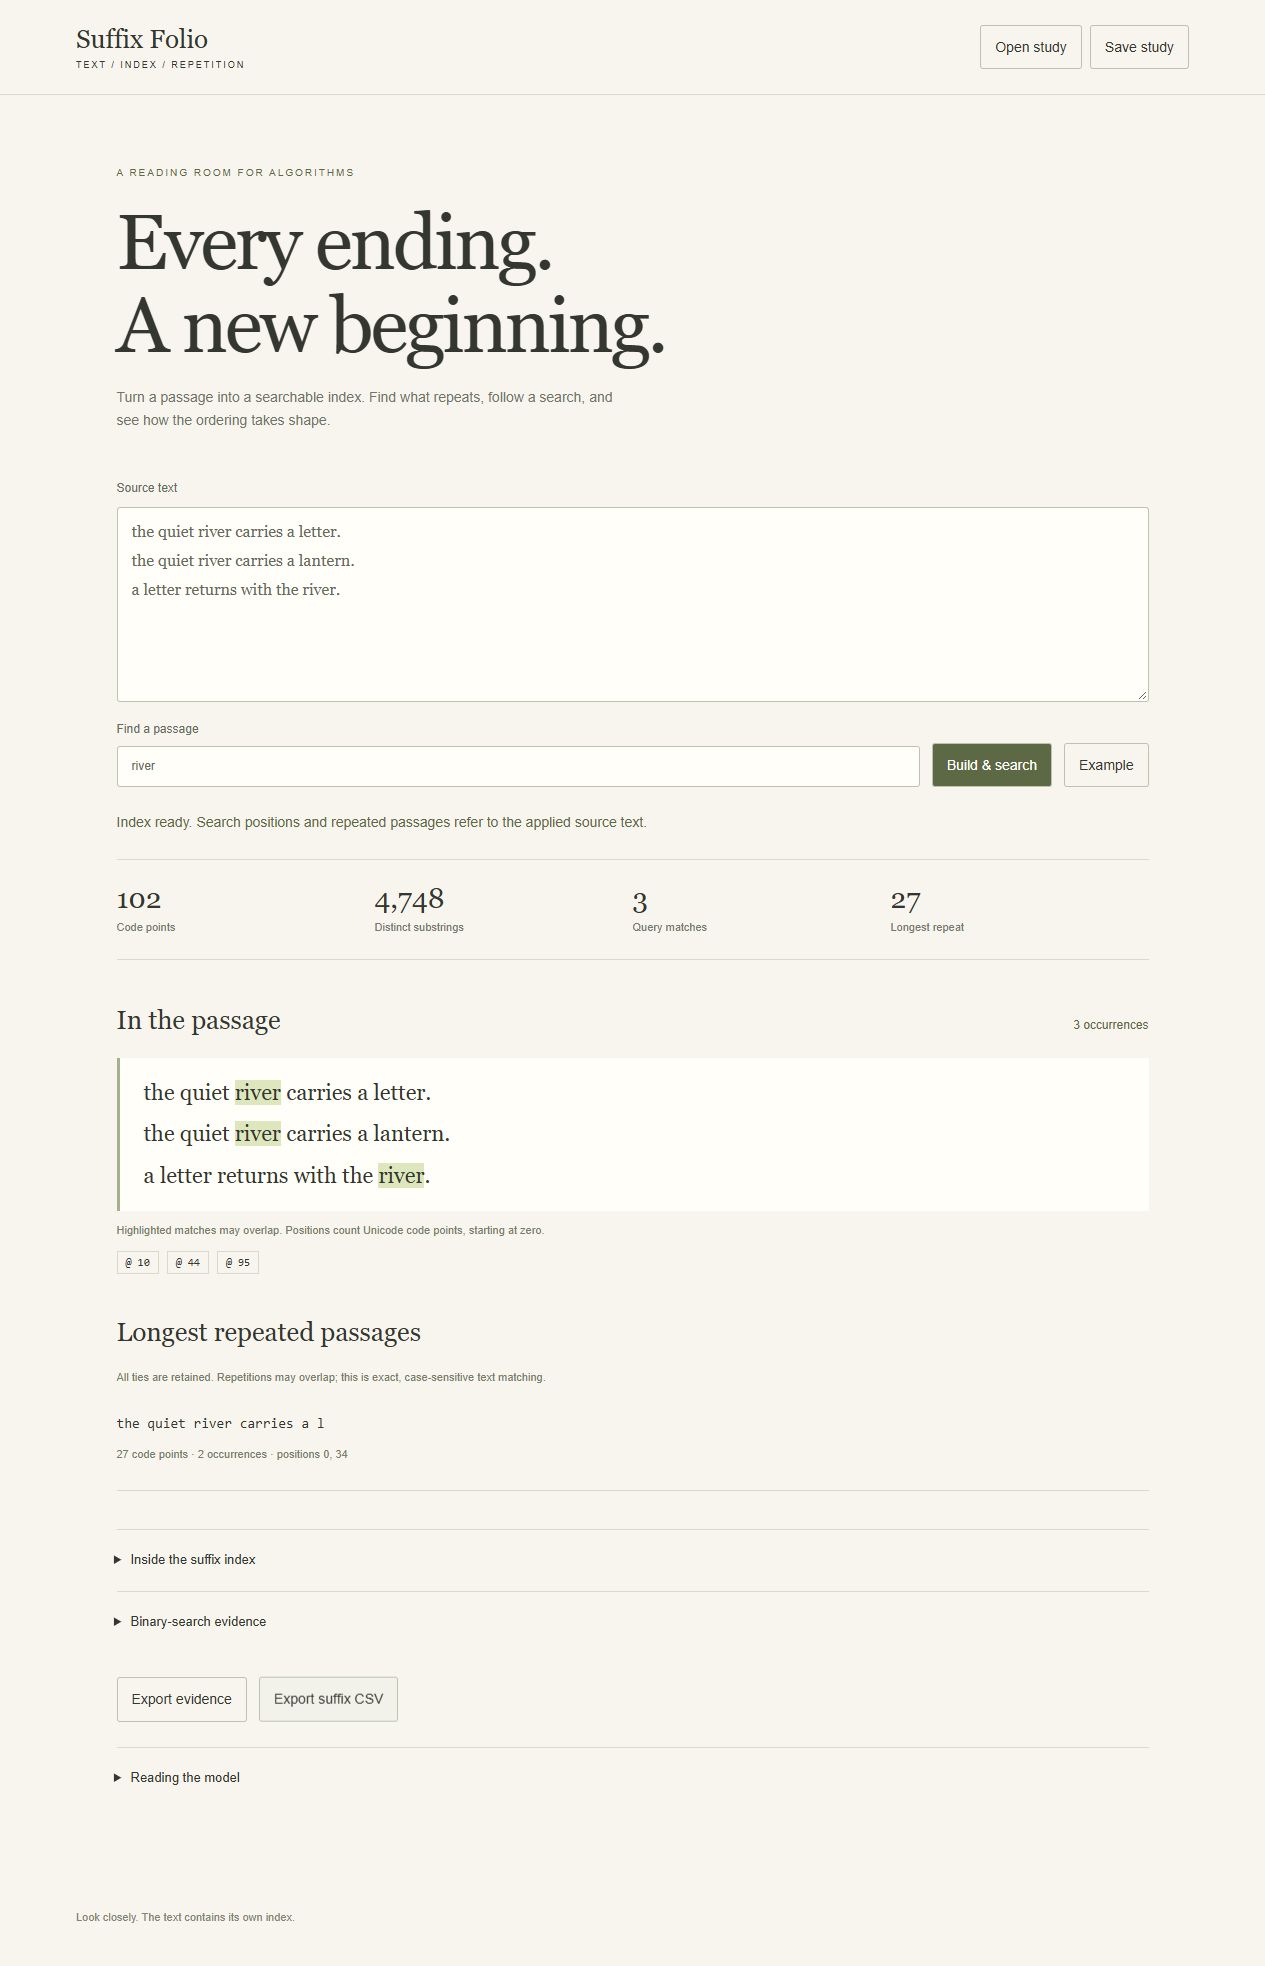 Suffix Folio
TEXT / INDEX / REPETITION
Open study
Save study
A READING ROOM FOR ALGORITHMS
Every ending.
A new beginning.
Turn a passage into a searchable index. Find what repeats, follow a search, and
see how the ordering takes shape.
Source text
the quiet river carries a letter.
the quiet river carries a lantern.
a letter returns with the river.
Find a passage
river
Build & search
Example
Index ready. Search positions and repeated passages refer to the applied source text.
102
Code points
4,748
Distinct substrings
3
Query matches
27
Longest repeat
In the passage
3 occurrences
the quiet river carries a letter.
the quiet river carries a lantern.
a letter returns with the river.
Highlighted matches may overlap. Positions count Unicode code points, starting at zero.
@ 10
@ 44
@ 95
Longest repeated passages
All ties are retained. Repetitions may overlap; this is exact, case-sensitive text matching.
the quiet river carries a l
27 code points · 2 occurrences · positions 0, 34
Inside the suffix index
Binary-search evidence
Export evidence
Export suffix CSV
Reading the model
Look closely. The text contains its own index.